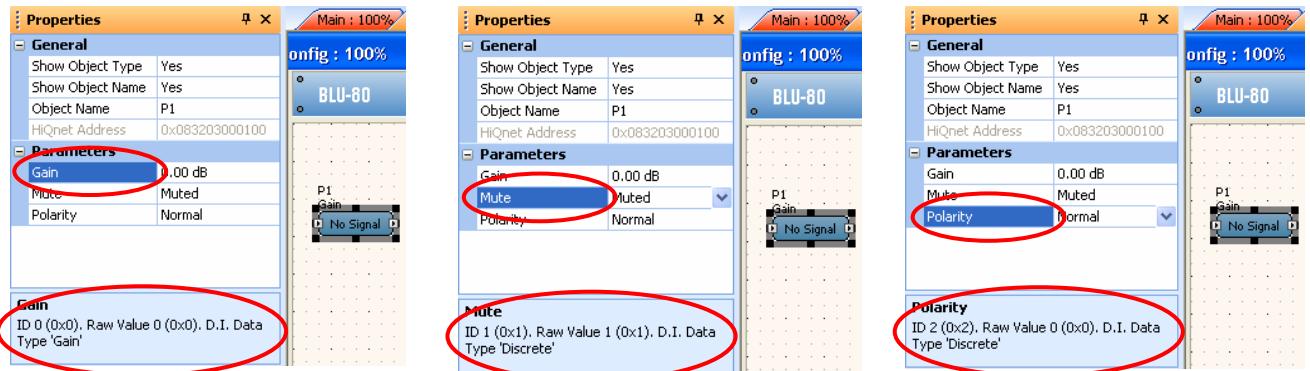 Properties
General
Show Object Type Yes
Show Object Name Yes
Object Name P1
HiQnet Address 0x083203000100
Parameters
Gain 0.00 dB
Mute Muted
Polarity Normal
Gain
ID 0 (0x0). Raw Value 0 (0x0). D.I. Data
Type 'Gain'
Main : 100%
onfig : 100%
BLU-80
P1
Gain
No Signal
Properties
General
Show Object Type Yes
Show Object Name Yes
Object Name P1
HiQnet Address 0x083203000100
Parameters
Gain 0.00 dB
Mute Muted
Polarity Normal
Mute
ID 1 (0x1). Raw Value 1 (0x1). D.I. Data
Type 'Discrete'
Main : 100%
onfig : 100%
BLU-80
P1
Gain
No Signal
Properties
General
Show Object Type Yes
Show Object Name Yes
Object Name P1
HiQnet Address 0x083203000100
Parameters
Gain 0.00 dB
Mute Muted
Polarity Normal
Polarity
ID 2 (0x2). Raw Value 0 (0x0). D.I. Data
Type 'Discrete'
Main : 100%
onfig : 100%
BLU-80
P1
Gain
No Signal